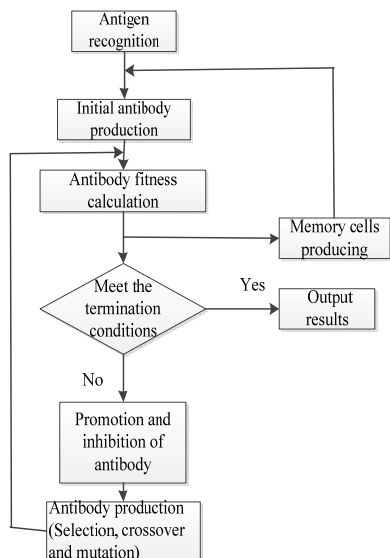 Antigen
recognition
Initial antibody
production
Antibody fitness
calculation
Memory cells
producing
Meet the
termination
conditions
Yes
Output
results
No
Promotion and
inhibition of
antibody
Antibody production
(Selection, crossover
and mutation)